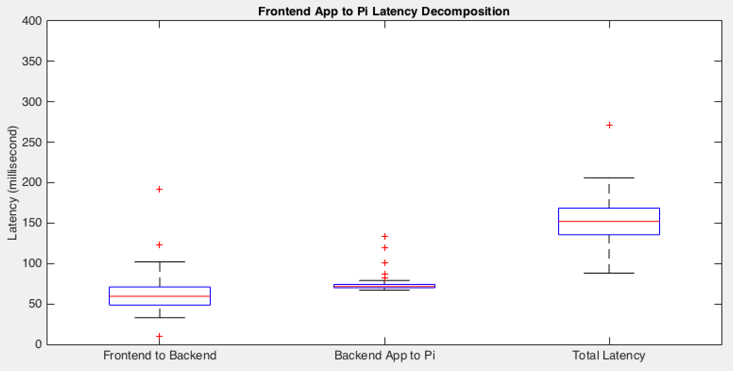 Frontend App to Pi Latency Decomposition
400
350
300
250
200
150
100
50
0
Latency (millisecond)
Frontend to Backend
Backend App to Pi
Total Latency